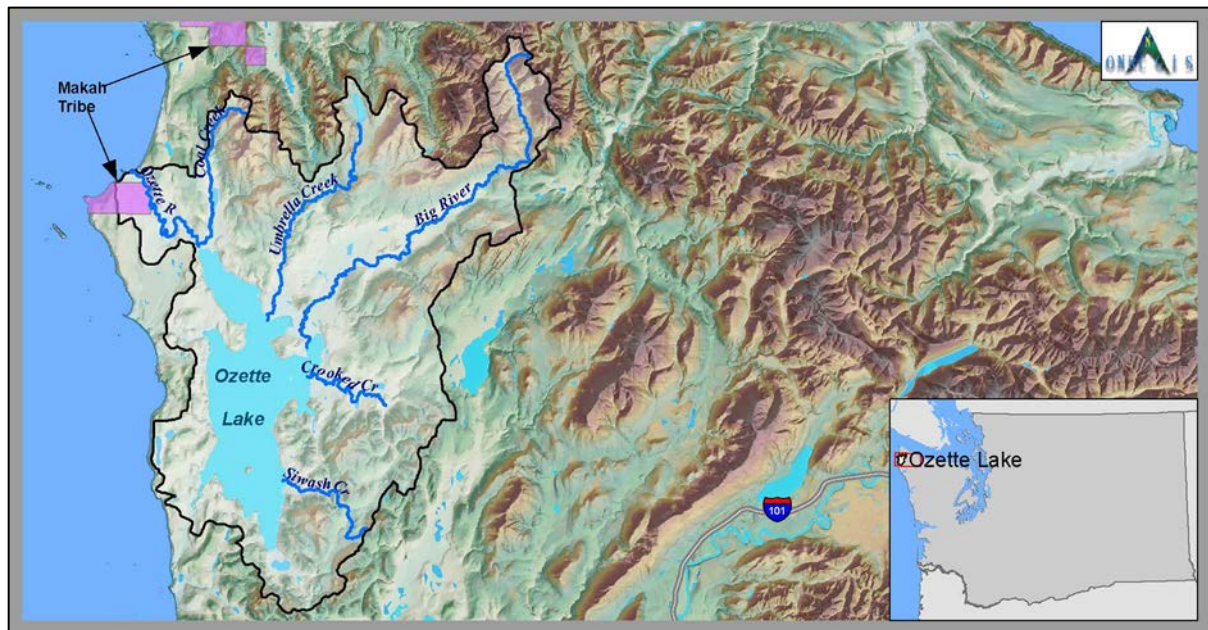 Makah
Tribe
Ozette R
Coal Creek
Umbrella Creek
Big River
Ozette
Lake
Crooked Cr
Siwash Cr
101
Ozette Lake